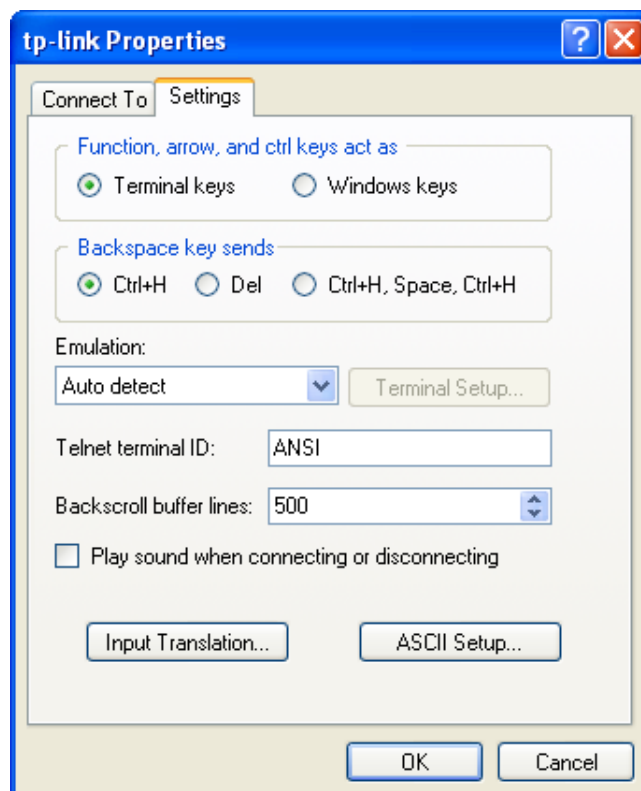 tp-link Properties
Connect To Settings
Function, arrow, and ctrl keys act as
Terminal keys Windows keys
Backspace key sends
Ctrl+H Del Ctrl+H, Space, Ctrl+H
Emulation:
Auto detect Terminal Setup...
Telnet terminal ID: ANSI
Backscroll buffer lines: 500
Play sound when connecting or disconnecting
Input Translation... ASCII Setup...
OK Cancel